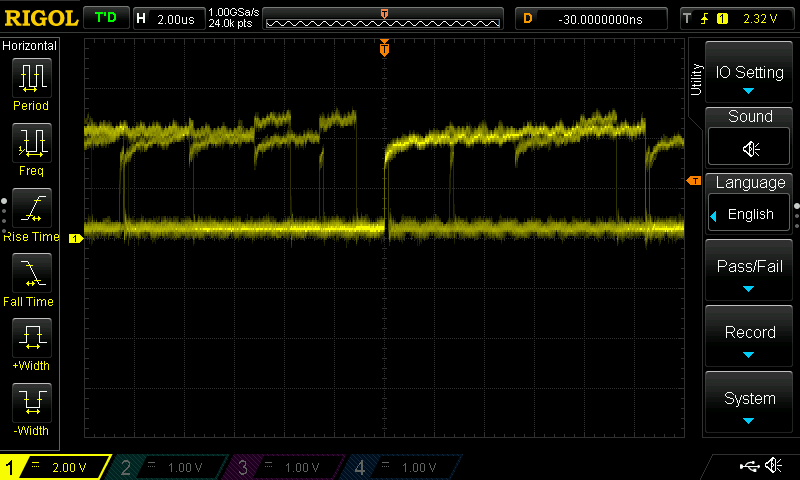 RIGOL T'D H 2.00us 1.00GSa/s 24.0k pts T D -30.0000000ns T 1 2.32 V
Horizontal
Period
Freq
Rise Time
Fall Time
+Width
-Width
T
T
1
Utility
IO Setting
Sound
Language
English
Pass/Fail
Record
System
1 2.00 V 2 1.00 V 3 1.00 V 4 1.00 V